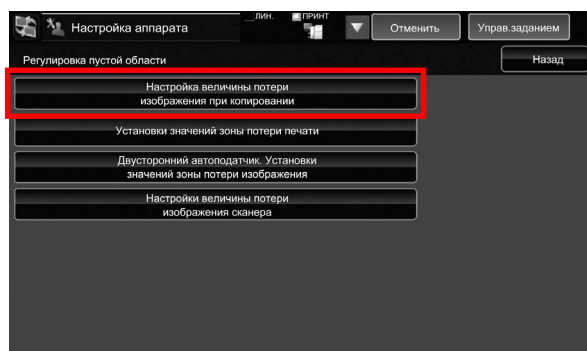 Настройка аппарата
ЛИН.
ПРИНТ
Отменить
Управ.заданием
Регулировка пустой области
Назад
Настройка величины потери
изображения при копировании
Установки значений зоны потери печати
Двусторонний автоподатчик. Установки
значений зоны потери изображения
Настройки величины потери
изображения сканера